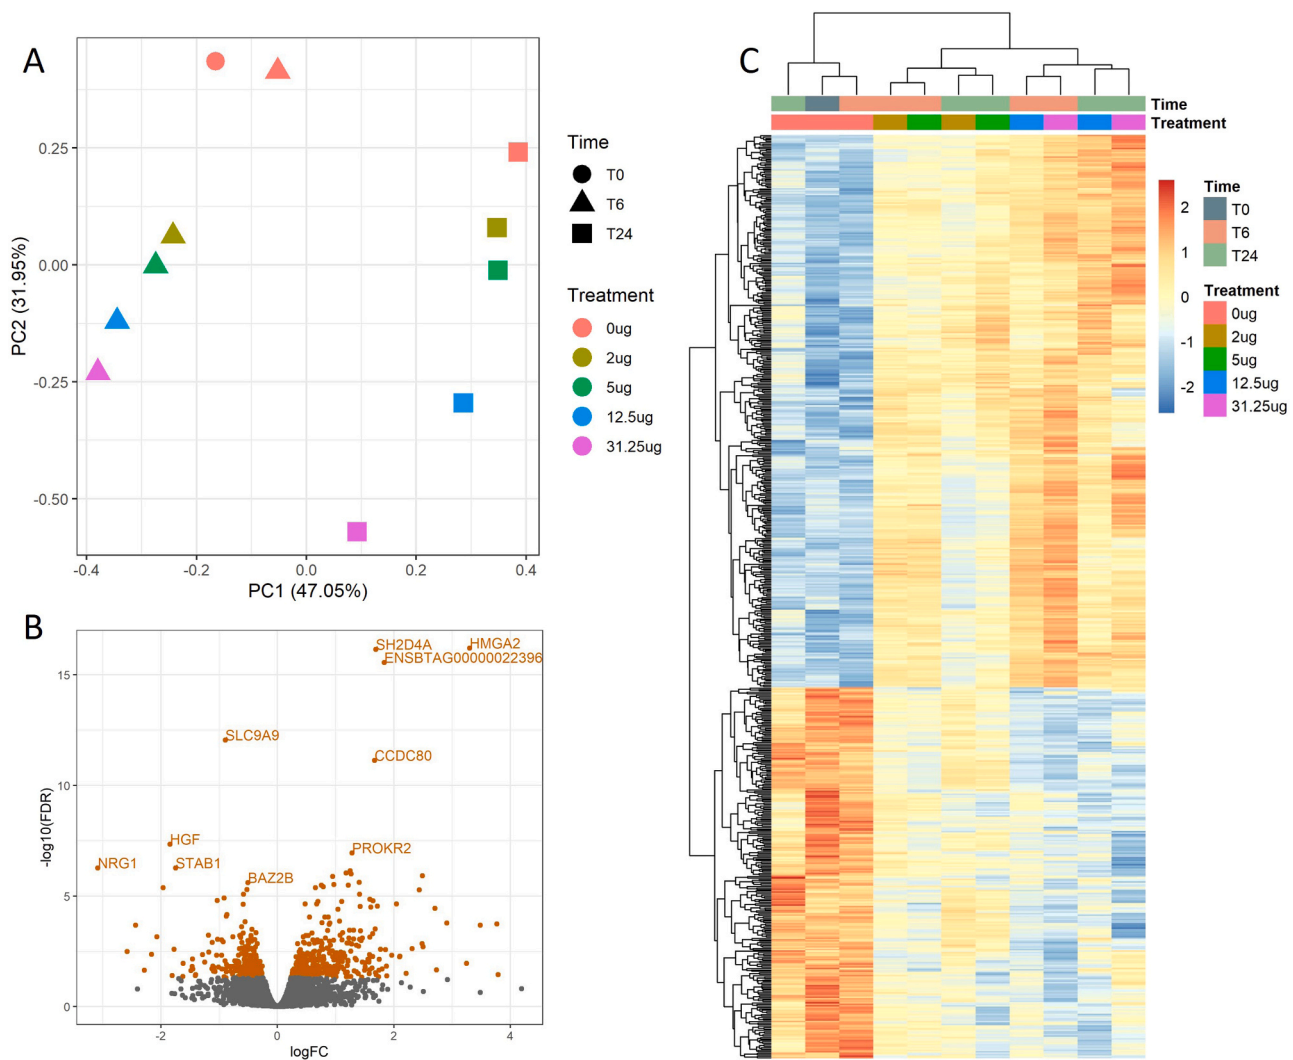 A
0.25
0.00
-0.25
-0.50
PC2 (31.95%)
-0.4
-0.2
0.0
0.2
0.4
PC1 (47.05%)
Time
T0
T6
T24
Treatment
0ug
2ug
5ug
12.5ug
31.25ug
B
SH2D4A
HMGA2
ENSBTAG00000022396
SLC9A9
CCDC80
HGF
PROKR2
NRG1
STAB1
BAZ2B
15
10
5
0
-log10(FDR)
-2
0
2
4
logFC
C
Time
Treatment
2
1
0
-1
-2
Time
T0
T6
T24
Treatment
0ug
2ug
5ug
12.5ug
31.25ug